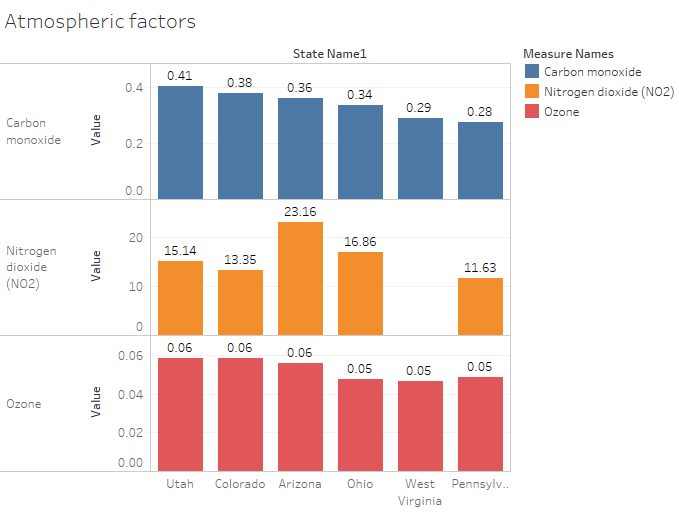 Atmospheric factors
State Name1
Measure Names
Carbon monoxide
Nitrogen dioxide (NO2)
Ozone
Carbon
monoxide
Value
0.4
0.2
0.0
0.41
0.38
0.36
0.34
0.29
0.28
Nitrogen
dioxide
(NO2)
Value
20
10
0
15.14
13.35
23.16
16.86
11.63
Ozone
Value
0.06
0.04
0.02
0.00
0.06
0.06
0.06
0.05
0.05
0.05
Utah
Colorado
Arizona
Ohio
West
Virginia
Pennsylv..